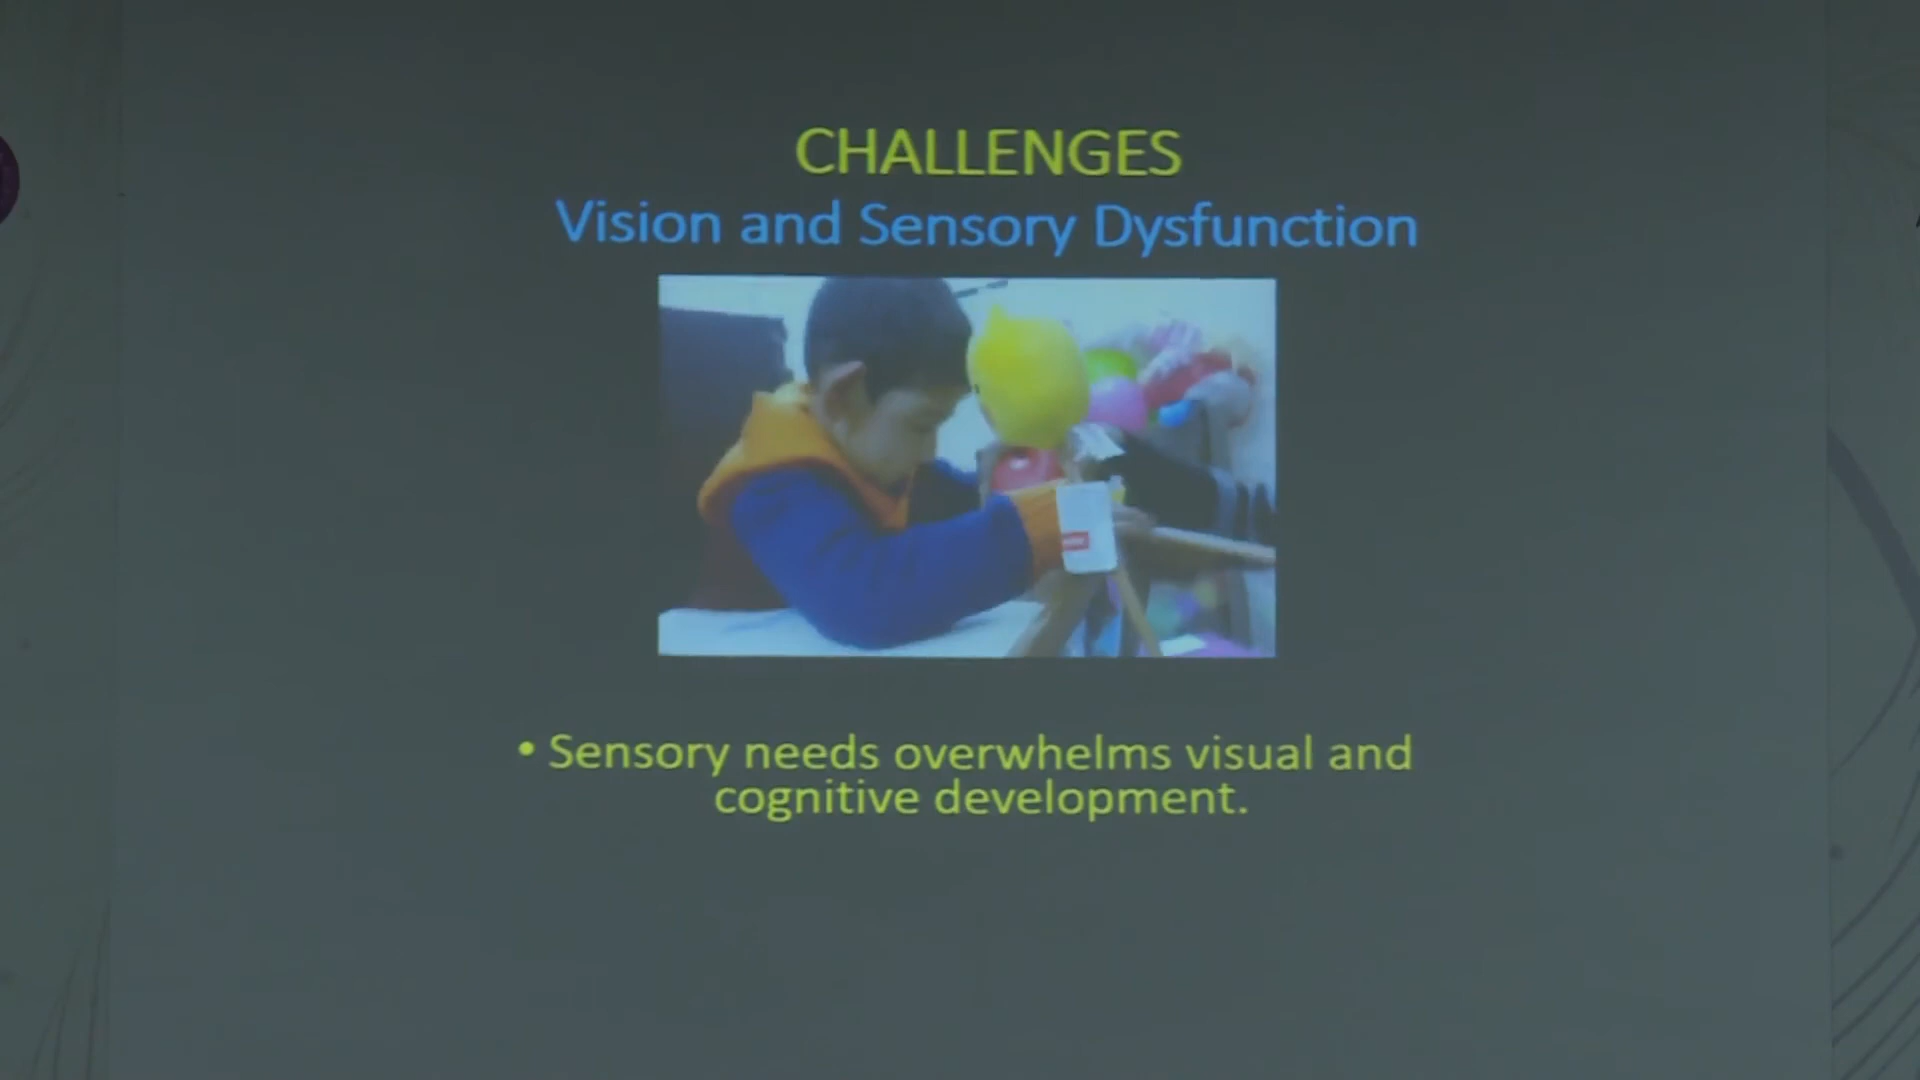 CHALLENGES
Vision and Sensory Dysfunction
• Sensory needs overwhelms visual and
cognitive development.